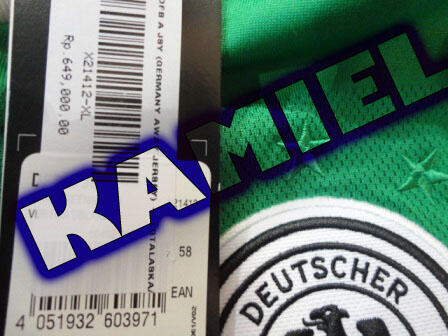 DFB A JSY (GERMANY AWAY JERSEY)
X21412-XL
Rp.649,000,00
KAMIEL
58
EAN
4 051932 603971
DEUTSCHER